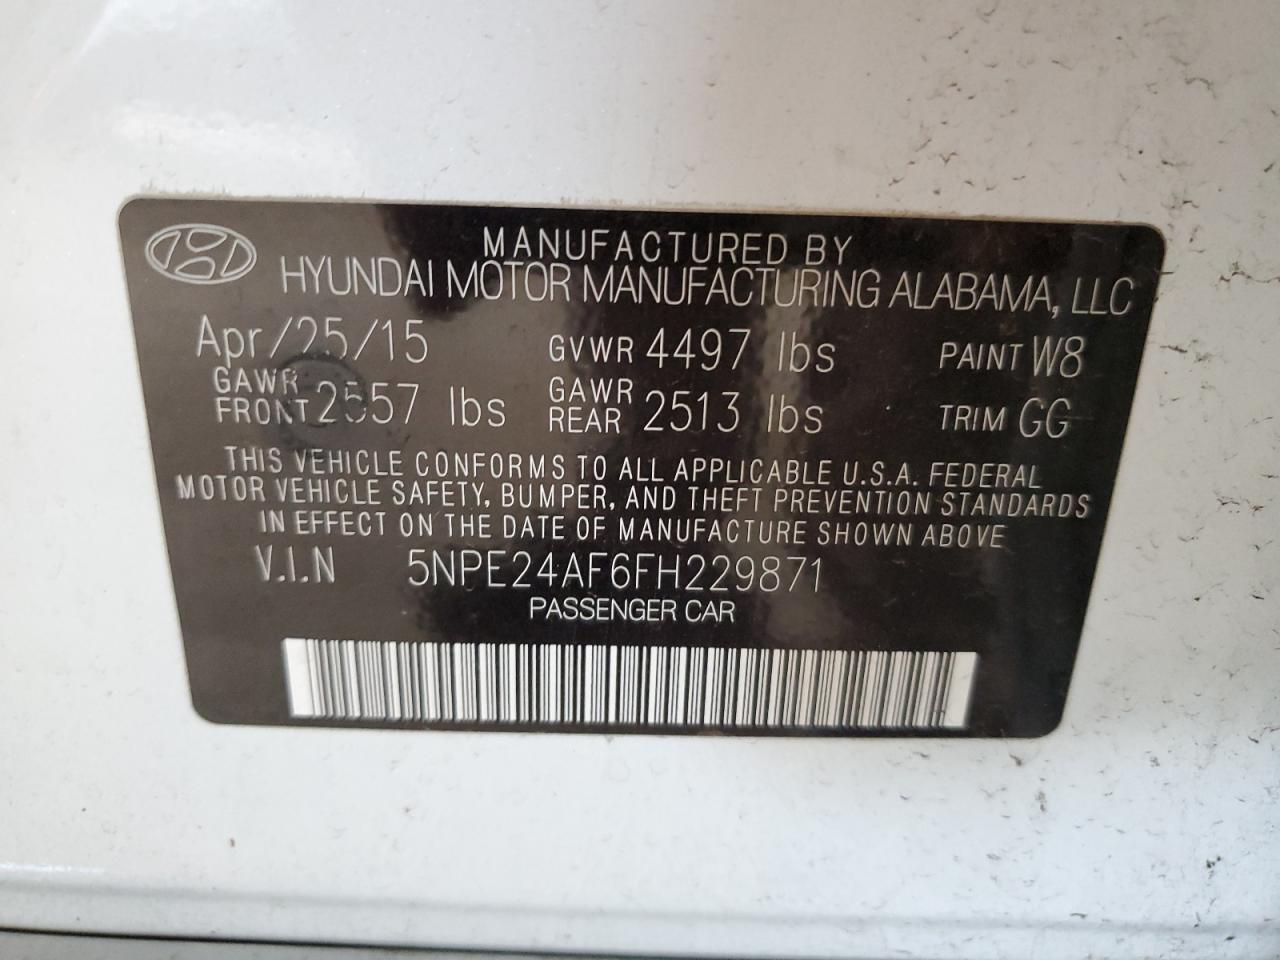 MANUFACTURED BY
HYUNDAI MOTOR MANUFACTURING ALABAMA, LLC
Apr/25/15 GVWR 4497 lbs PAINT W8
GAWR FRONT 2557 lbs GAWR REAR 2513 lbs TRIM GG
THIS VEHICLE CONFORMS TO ALL APPLICABLE U.S.A. FEDERAL
MOTOR VEHICLE SAFETY, BUMPER, AND THEFT PREVENTION STANDARDS
IN EFFECT ON THE DATE OF MANUFACTURE SHOWN ABOVE
V.I.N 5NPE24AF6FH229871
PASSENGER CAR